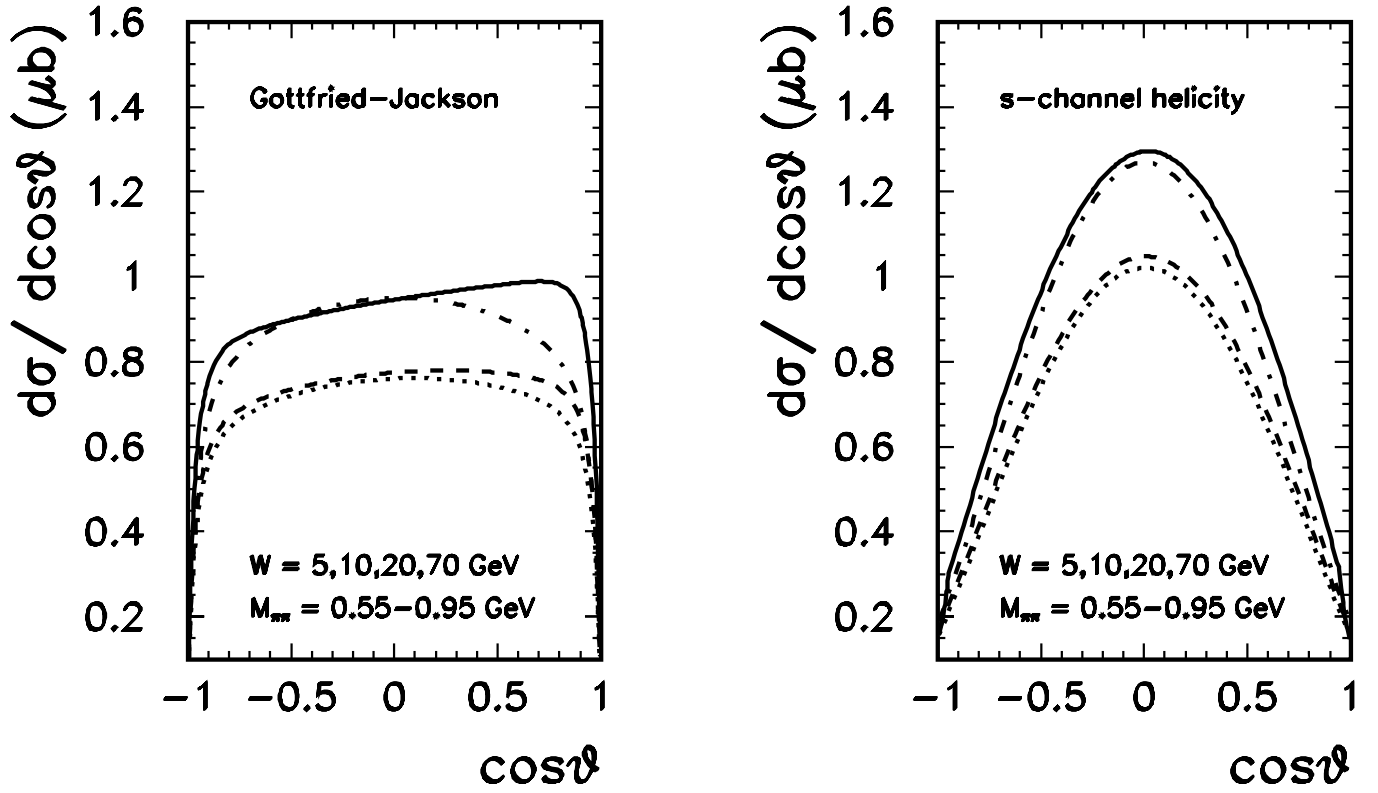 dσ / dcosϑ (μb)
1.6
1.4
1.2
1
0.8
0.6
0.4
0.2
Gottfried−Jackson
W = 5,10,20,70 GeV
Mππ = 0.55−0.95 GeV
−1 −0.5 0 0.5 1
cosϑ
dσ / dcosϑ (μb)
1.6
1.4
1.2
1
0.8
0.6
0.4
0.2
s−channel helicity
W = 5,10,20,70 GeV
Mππ = 0.55−0.95 GeV
−1 −0.5 0 0.5 1
cosϑ